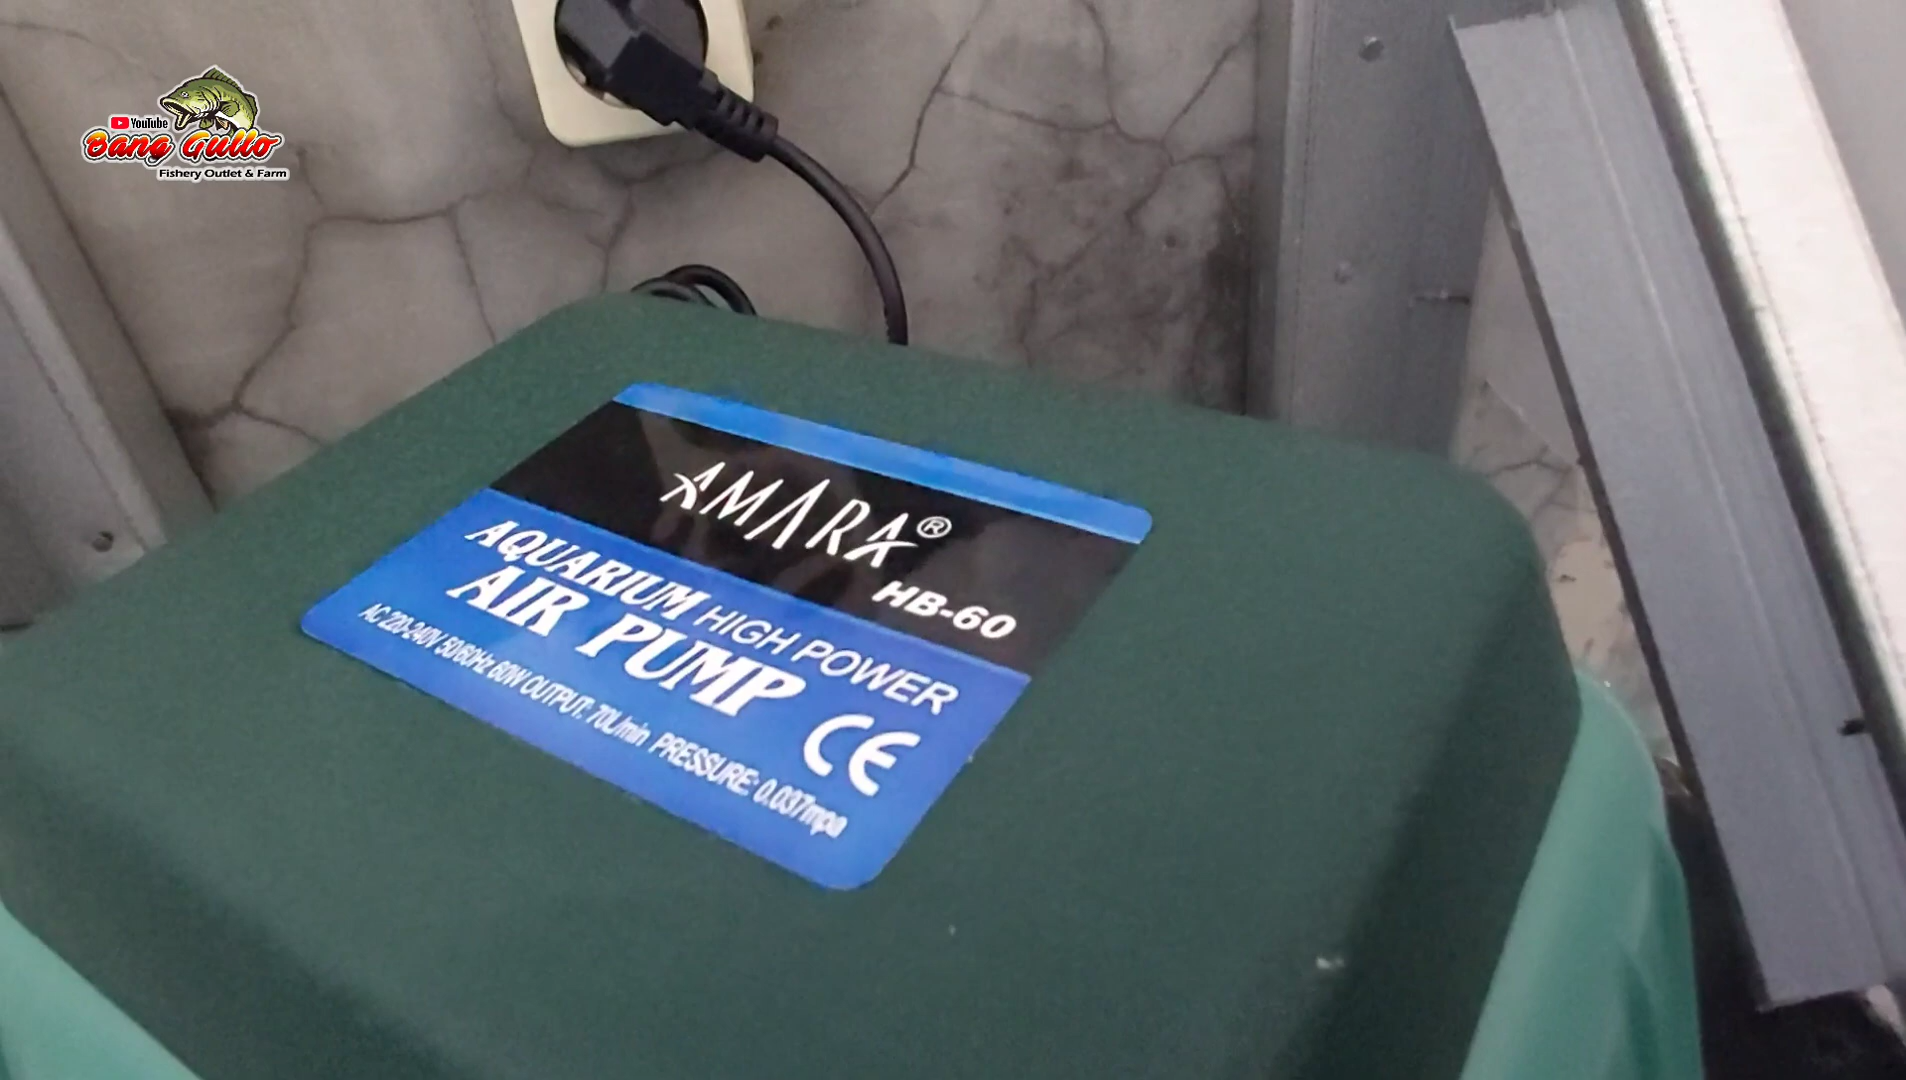 YouTube
Bang Gullo
Fishery Outlet & Farm
AMARA®
HB-60
AQUARIUM HIGH POWER
AIR PUMP
CE
AC 220-240V 50/60Hz 60W OUTPUT: 70L/min PRESSURE: 0.037mpa